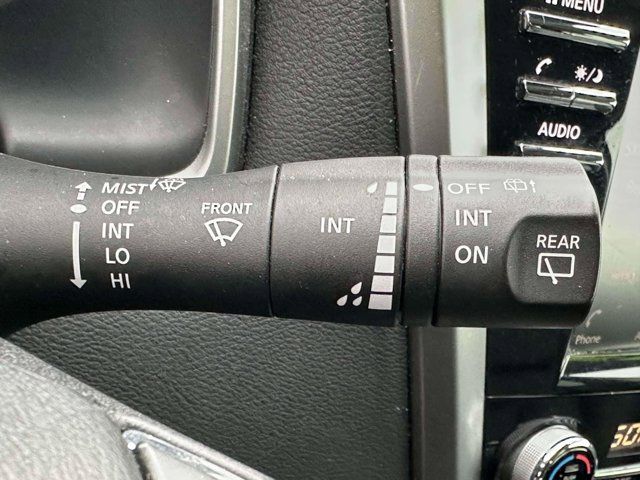 MENU
AUDIO
MIST
OFF
INT
LO
HI
FRONT
INT
OFF
INT
ON
REAR
Phone